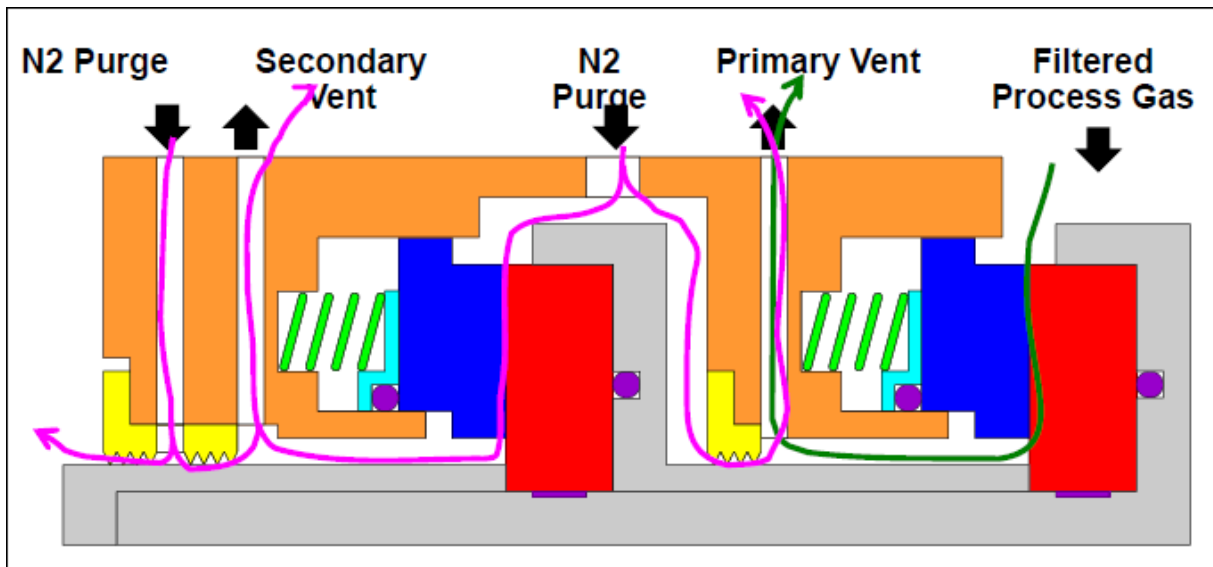 N2 Purge
Secondary
Vent
N2
Purge
Primary Vent
Filtered
Process Gas